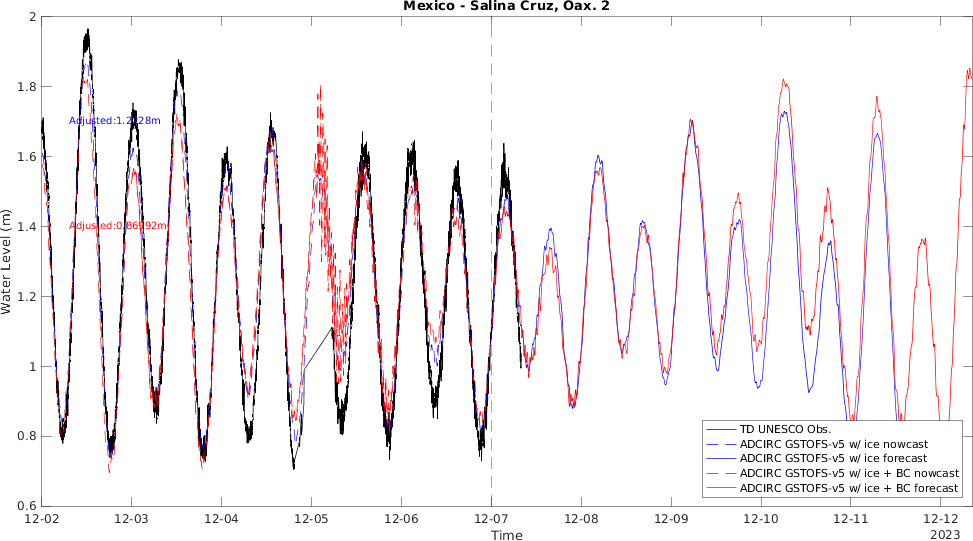 Mexico - Salina Cruz, Oax. 2
2
1.8
1.6
1.4
1.2
1
0.8
0.6
Water Level (m)
Adjusted:1.2128m
Adjusted:0.86992m
TD UNESCO Obs.
ADCIRC GSTOFS-v5 w/ ice nowcast
ADCIRC GSTOFS-v5 w/ ice forecast
ADCIRC GSTOFS-v5 w/ ice + BC nowcast
ADCIRC GSTOFS-v5 w/ ice + BC forecast
12-02 12-03 12-04 12-05 12-06 12-07 12-08 12-09 12-10 12-11 12-12
Time
2023